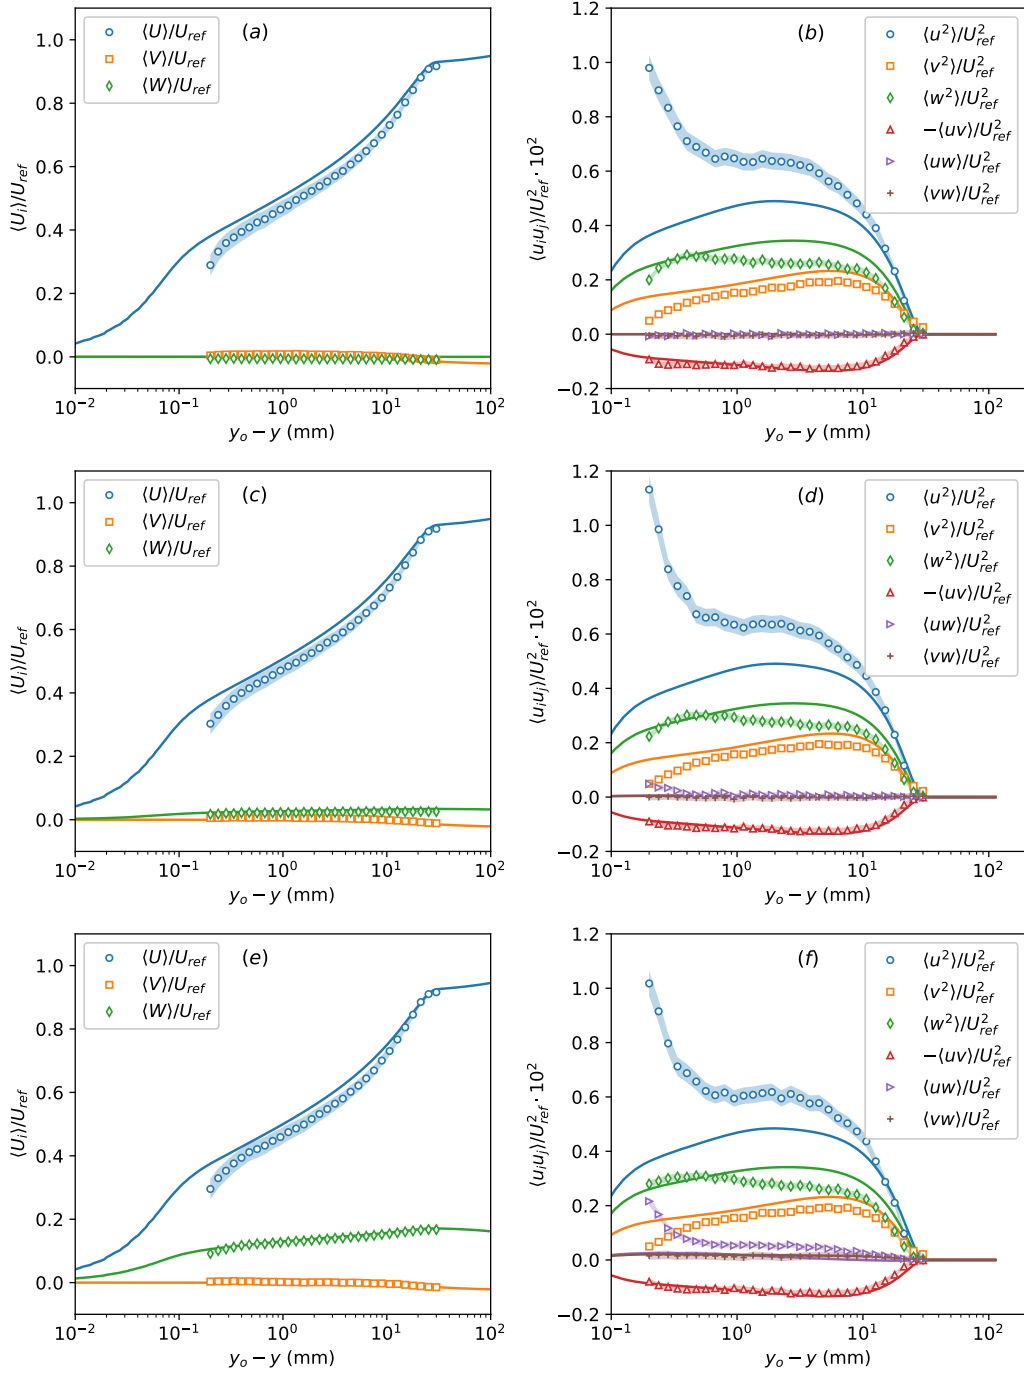 (a)
⟨U⟩/U_ref
⟨V⟩/U_ref
⟨W⟩/U_ref
1.0
0.8
0.6
0.4
0.2
0.0
⟨U_i⟩/U_ref
10^−2
10^−1
10^0
10^1
10^2
y_o − y (mm)
(b)
⟨u^2⟩/U_ref^2
⟨v^2⟩/U_ref^2
⟨w^2⟩/U_ref^2
−⟨uv⟩/U_ref^2
⟨uw⟩/U_ref^2
⟨vw⟩/U_ref^2
1.2
1.0
0.8
0.6
0.4
0.2
0.0
−0.2
⟨u_i u_j⟩/U_ref^2 · 10^2
10^−1
10^0
10^1
10^2
y_o − y (mm)
(c)
⟨U⟩/U_ref
⟨V⟩/U_ref
⟨W⟩/U_ref
1.0
0.8
0.6
0.4
0.2
0.0
⟨U_i⟩/U_ref
10^−2
10^−1
10^0
10^1
10^2
y_o − y (mm)
(d)
⟨u^2⟩/U_ref^2
⟨v^2⟩/U_ref^2
⟨w^2⟩/U_ref^2
−⟨uv⟩/U_ref^2
⟨uw⟩/U_ref^2
⟨vw⟩/U_ref^2
1.2
1.0
0.8
0.6
0.4
0.2
0.0
−0.2
⟨u_i u_j⟩/U_ref^2 · 10^2
10^−1
10^0
10^1
10^2
y_o − y (mm)
(e)
⟨U⟩/U_ref
⟨V⟩/U_ref
⟨W⟩/U_ref
1.0
0.8
0.6
0.4
0.2
0.0
⟨U_i⟩/U_ref
10^−2
10^−1
10^0
10^1
10^2
y_o − y (mm)
(f)
⟨u^2⟩/U_ref^2
⟨v^2⟩/U_ref^2
⟨w^2⟩/U_ref^2
−⟨uv⟩/U_ref^2
⟨uw⟩/U_ref^2
⟨vw⟩/U_ref^2
1.2
1.0
0.8
0.6
0.4
0.2
0.0
−0.2
⟨u_i u_j⟩/U_ref^2 · 10^2
10^−1
10^0
10^1
10^2
y_o − y (mm)